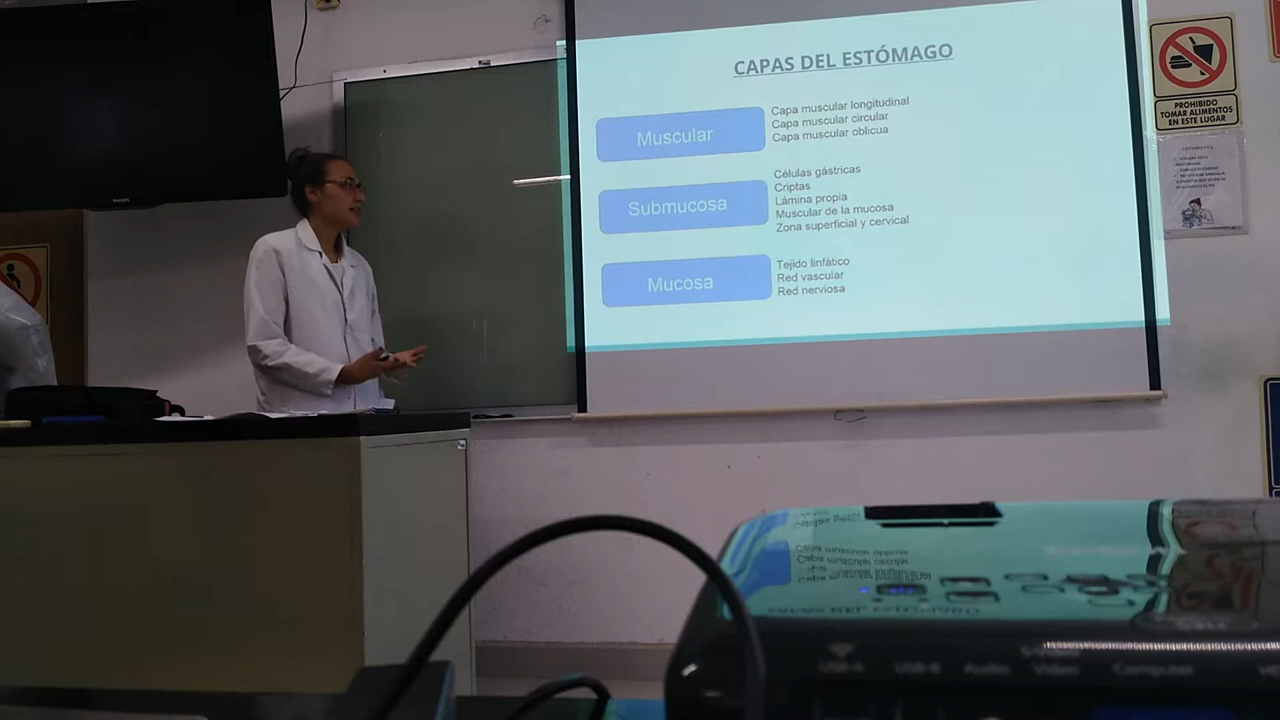 CAPAS DEL ESTÓMAGO
Muscular
Capa muscular longitudinal
Capa muscular circular
Capa muscular oblicua
Submucosa
Células gástricas
Criptas
Lámina propia
Muscular de la mucosa
Zona superficial y cervical
Mucosa
Tejido linfático
Red vascular
Red nerviosa
PROHIBIDO
TOMAR ALIMENTOS
EN ESTE LUGAR
PHILIPS
USB-A
USB-B
Audio
Video
Computer